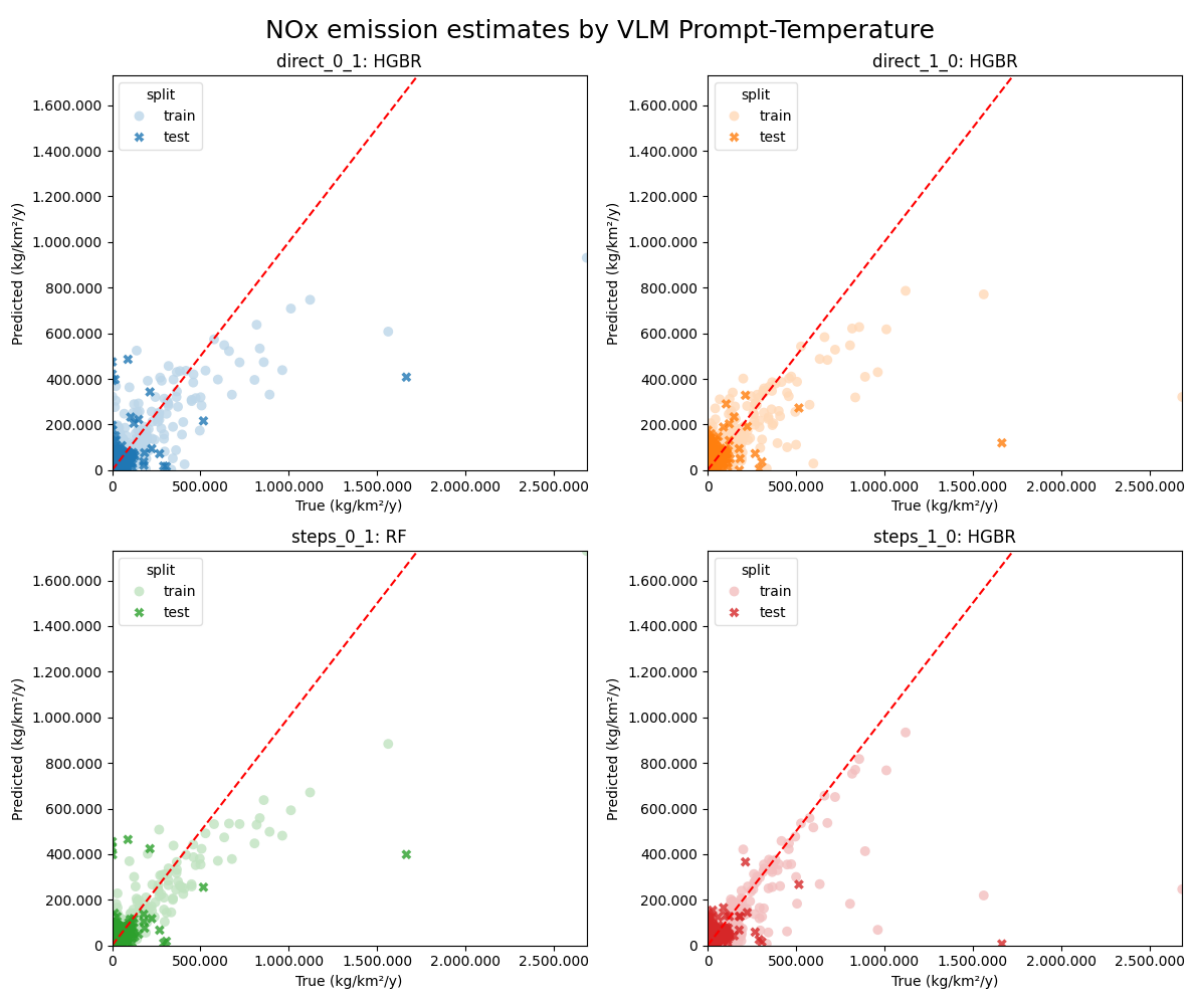 NOx emission estimates by VLM Prompt-Temperature
direct_0_1: HGBR
1.600.000
1.400.000
1.200.000
1.000.000
800.000
600.000
400.000
200.000
0
Predicted (kg/km²/y)
split
train
test
0 500.000 1.000.000 1.500.000 2.000.000 2.500.000
True (kg/km²/y)
direct_1_0: HGBR
1.600.000
1.400.000
1.200.000
1.000.000
800.000
600.000
400.000
200.000
0
Predicted (kg/km²/y)
split
train
test
0 500.000 1.000.000 1.500.000 2.000.000 2.500.000
True (kg/km²/y)
steps_0_1: RF
1.600.000
1.400.000
1.200.000
1.000.000
800.000
600.000
400.000
200.000
0
Predicted (kg/km²/y)
split
train
test
0 500.000 1.000.000 1.500.000 2.000.000 2.500.000
True (kg/km²/y)
steps_1_0: HGBR
1.600.000
1.400.000
1.200.000
1.000.000
800.000
600.000
400.000
200.000
0
Predicted (kg/km²/y)
split
train
test
0 500.000 1.000.000 1.500.000 2.000.000 2.500.000
True (kg/km²/y)